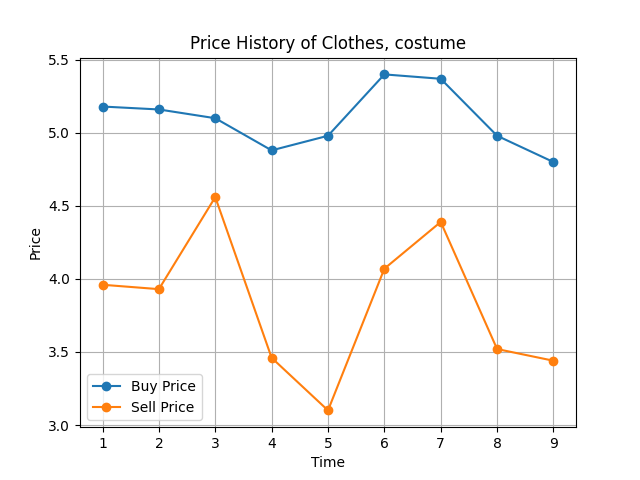 Price History of Clothes, costume
5.5
5.0
4.5
4.0
3.5
3.0
Price
Buy Price
Sell Price
1 2 3 4 5 6 7 8 9
Time